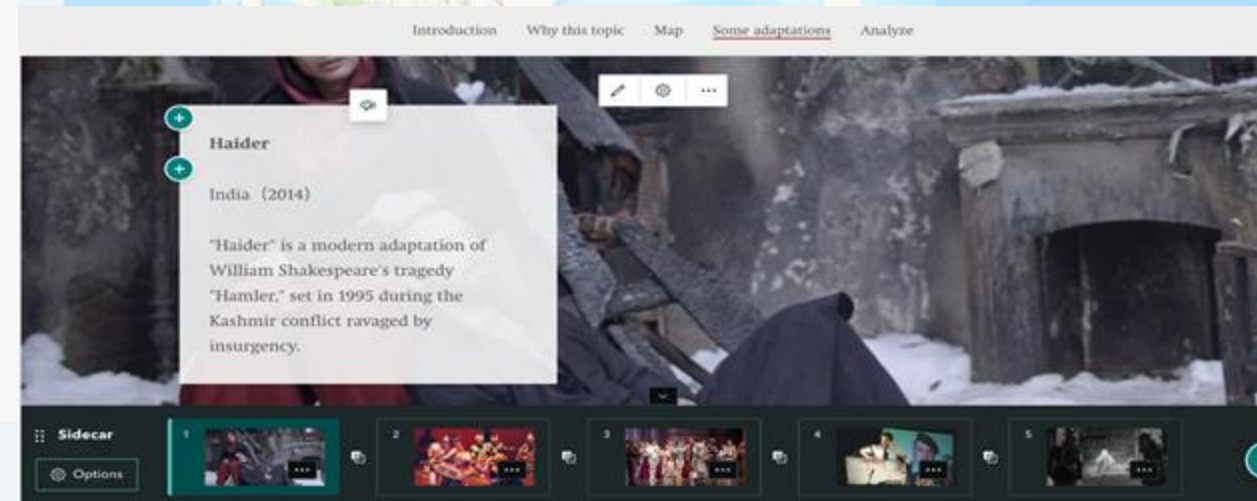 Introduction Why this topic Map Some adaptations Analyze
Haider
India (2014)
"Haider" is a modern adaptation of
William Shakespeare's tragedy
"Hamler," set in 1995 during the
Kashmir conflict ravaged by
insurgency.
Sidecar
Options
1 2 3 4 5